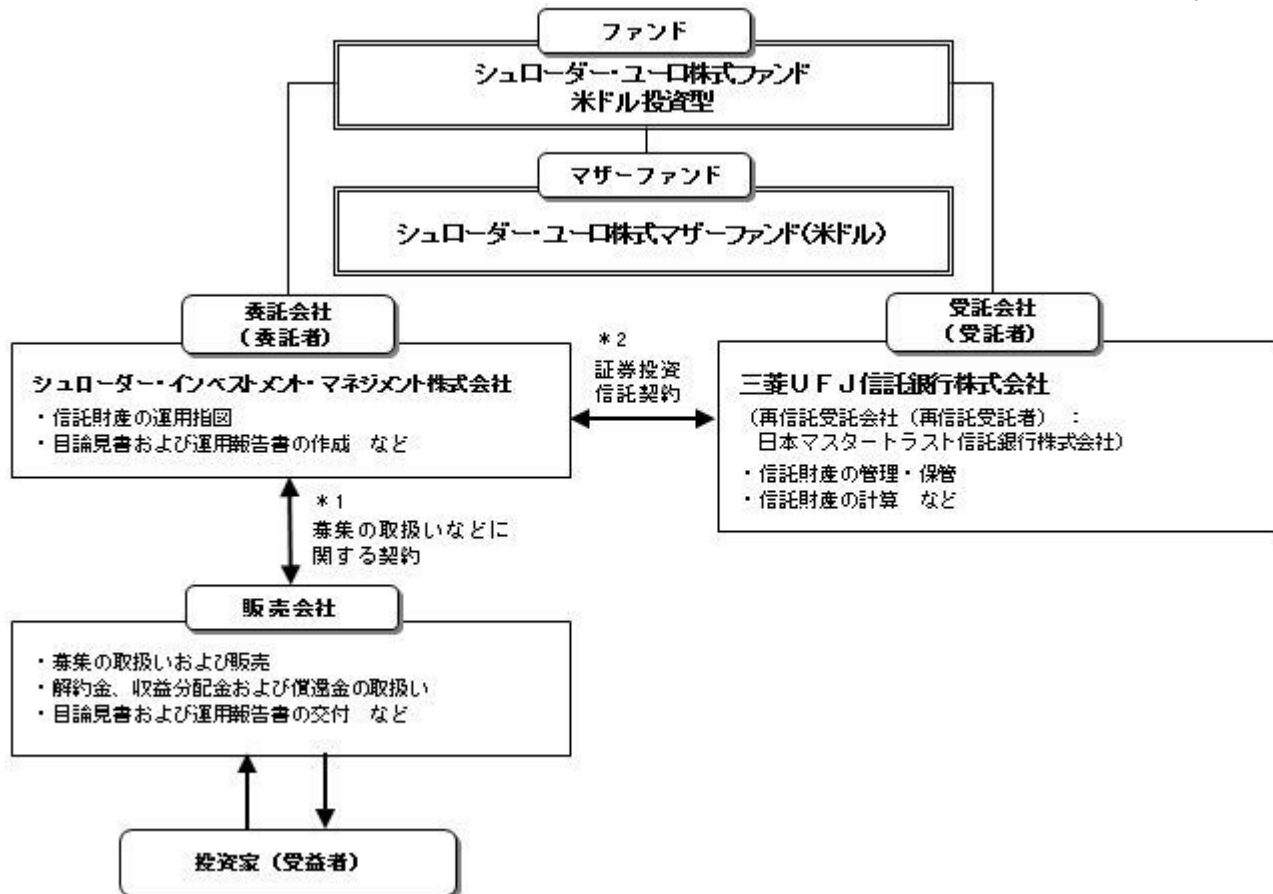 ファンド
シュローダー・ユーロ株式ファンド
米ドル投資型
マザーファンド
シュローダー・ユーロ株式マザーファンド(米ドル)
委託会社
(委託者)
シュローダー・インベストメント・マネジメント株式会社
・信託財産の運用指図
・目論見書および運用報告書の作成 など
*2
証券投資
信託契約
受託会社
(受託者)
三菱UFJ信託銀行株式会社
(再信託受託会社(再信託受託者) :
日本マスタートラスト信託銀行株式会社)
・信託財産の管理・保管
・信託財産の計算 など
*1
募集の取扱いなどに
関する契約
販売会社
・募集の取扱いおよび販売
・解約金、収益分配金および償還金の取扱い
・目論見書および運用報告書の交付 など
投資家(受益者)